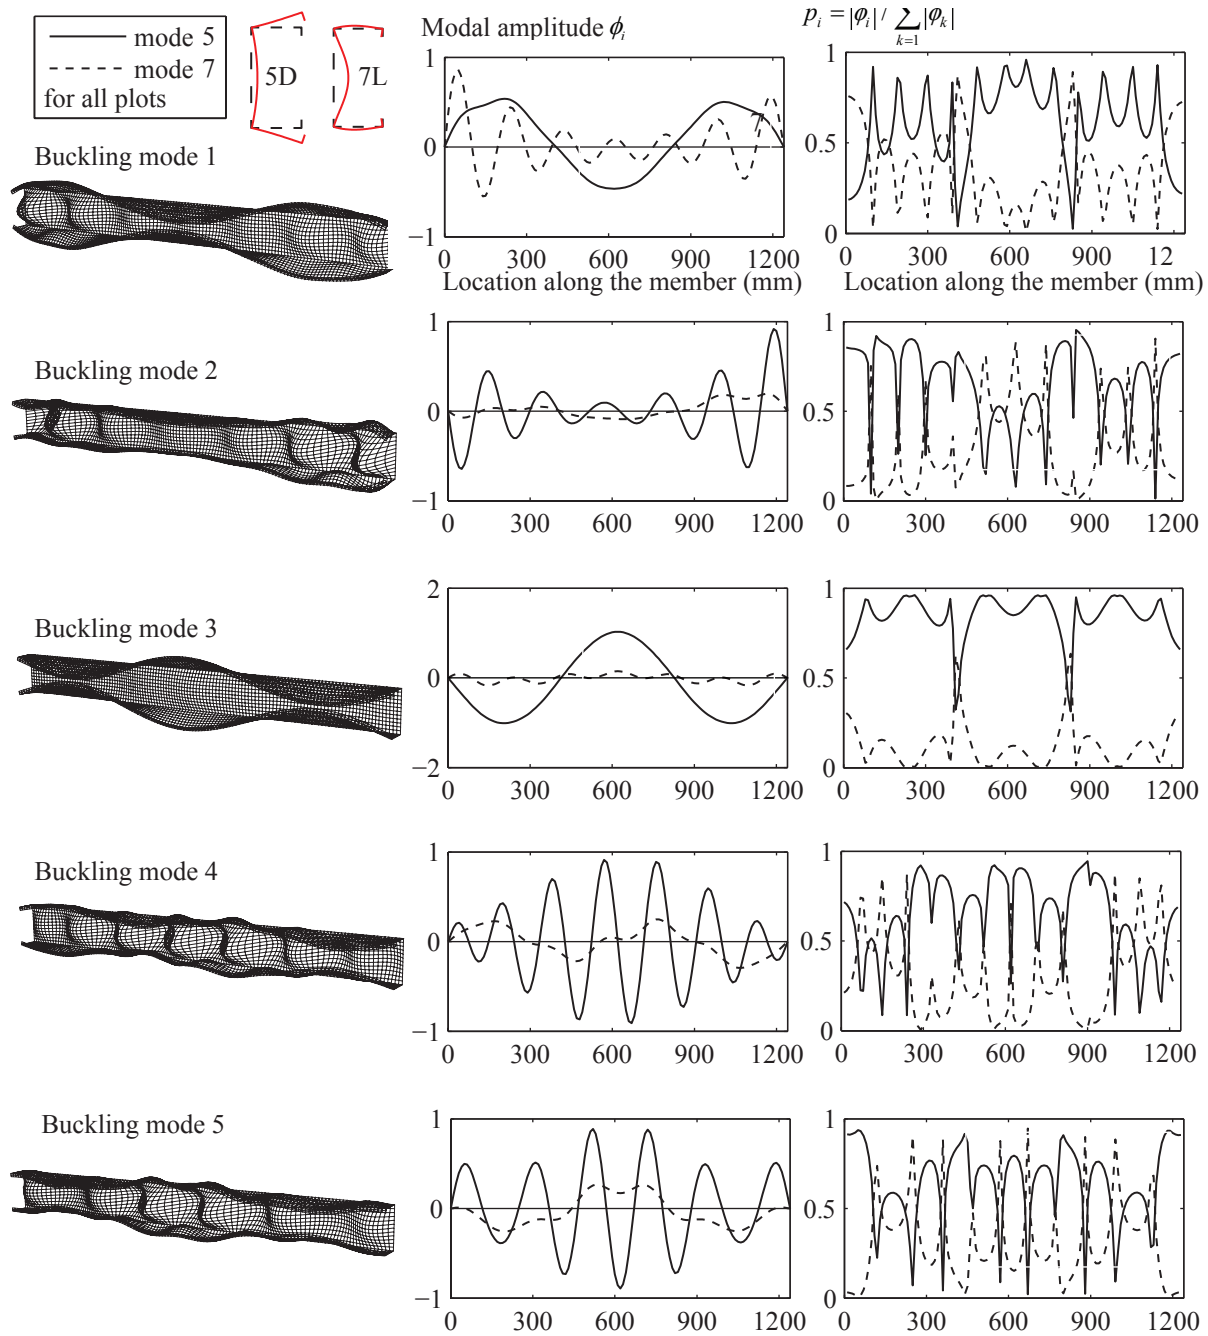 mode 5
mode 7
for all plots
5D
7L
Modal amplitude ϕi
pi = |φi| / ∑k=1 |φk|
Buckling mode 1
1
0
−1
0 300 600 900 1200
Location along the member (mm)
1
0.5
0
0 300 600 900 12
Location along the member (mm)
Buckling mode 2
1
0
−1
0 300 600 900 1200
1
0.5
0
0 300 600 900 1200
Buckling mode 3
2
0
−2
0 300 600 900 1200
1
0.5
0
0 300 600 900 1200
Buckling mode 4
1
0
−1
0 300 600 900 1200
1
0.5
0
0 300 600 900 1200
Buckling mode 5
1
0
−1
0 300 600 900 1200
1
0.5
0
0 300 600 900 1200